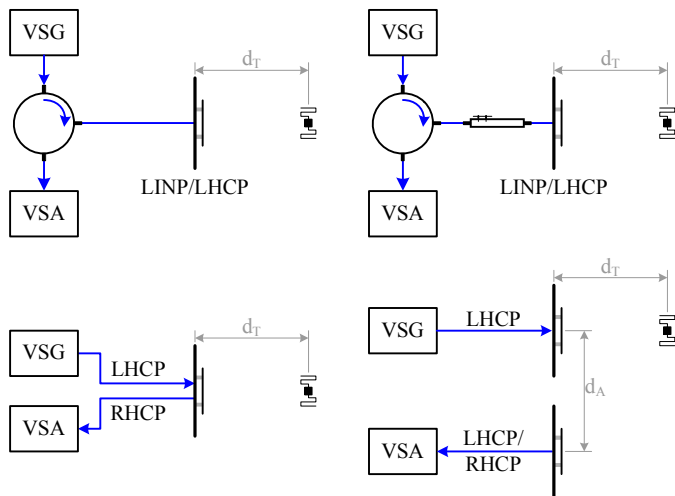 VSG
d_T
VSA
LINP/LHCP
VSG
d_T
VSA
LINP/LHCP
VSG
d_T
LHCP
VSA
RHCP
d_T
VSG
LHCP
d_A
VSA
LHCP/
RHCP